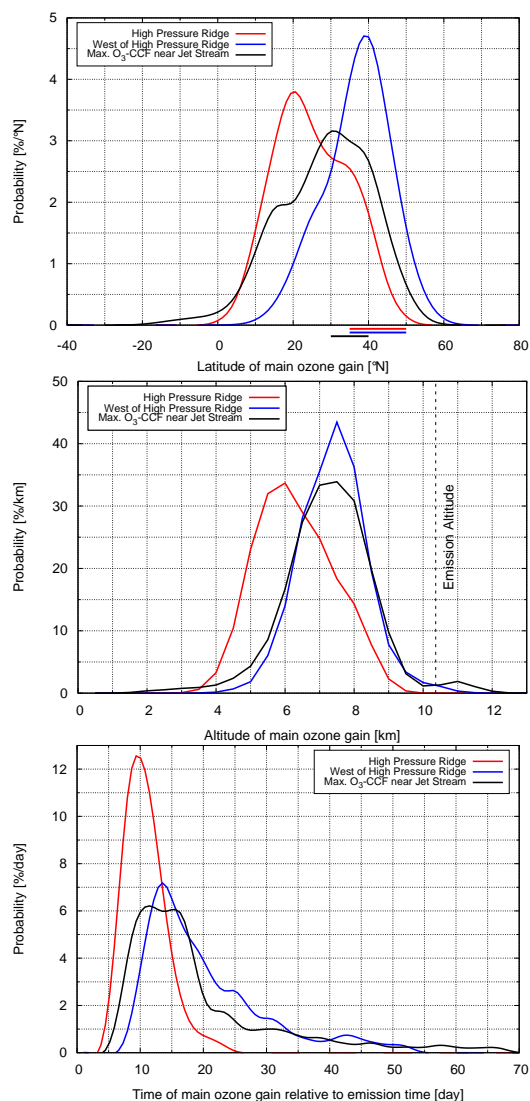 High Pressure Ridge
West of High Pressure Ridge
Max. O3-CCF near Jet Stream
Probability [%/°N]
5
4
3
2
1
0
-40 -20 0 20 40 60 80
Latitude of main ozone gain [°N]
High Pressure Ridge
West of High Pressure Ridge
Max. O3-CCF near Jet Stream
Probability [%/km]
Emission Altitude
50
40
30
20
10
0
0 2 4 6 8 10 12
Altitude of main ozone gain [km]
High Pressure Ridge
West of High Pressure Ridge
Max. O3-CCF near Jet Stream
Probability [%/day]
12
10
8
6
4
2
0
0 10 20 30 40 50 60 70
Time of main ozone gain relative to emission time [day]